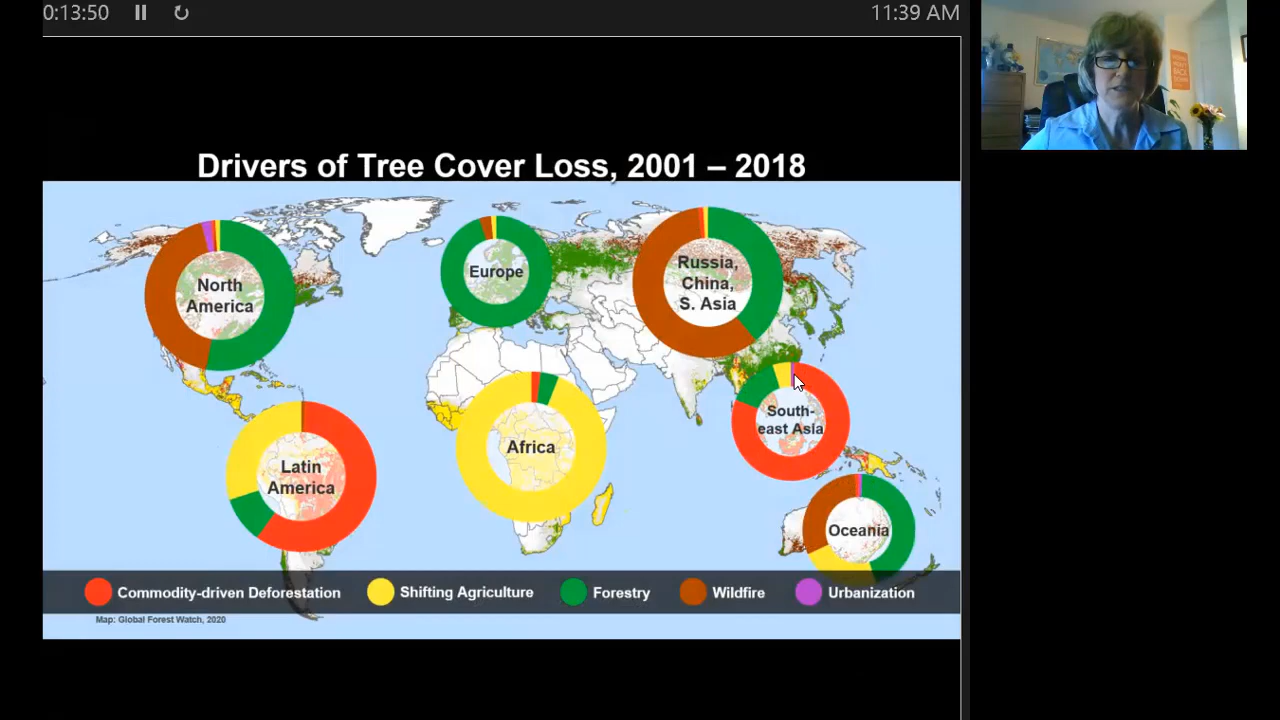 0:13:50
11:39 AM
Drivers of Tree Cover Loss, 2001 – 2018
North
America
Europe
Russia,
China,
S. Asia
Latin
America
Africa
South-
east Asia
Oceania
Commodity-driven Deforestation
Shifting Agriculture
Forestry
Wildfire
Urbanization
Map: Global Forest Watch, 2020